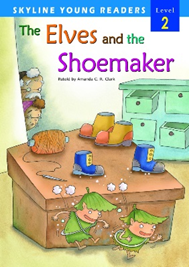 SKYLINE YOUNG READERS Level 2
The Elves and the
Shoemaker
Retold by Amanda C. K. Clark